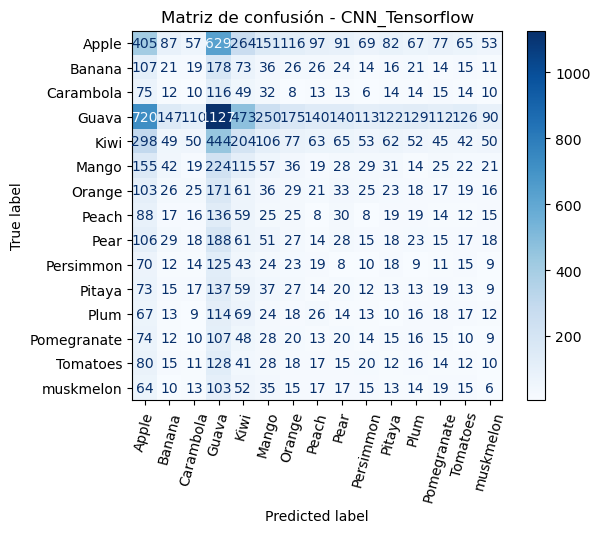 Matriz de confusión - CNN_Tensorflow
Apple 405 87 57 629 264 151 116 97 91 69 82 67 77 65 53
Banana 107 21 19 178 73 36 26 26 24 14 16 21 14 15 11
Carambola 75 12 10 116 49 32 8 13 13 6 14 14 15 14 10
Guava 720 147 110 1127 473 250 175 140 140 113 122 129 112 126 90
Kiwi 298 49 50 444 204 106 77 63 65 53 62 52 45 42 50
Mango 155 42 19 224 115 57 36 19 28 29 31 14 25 22 21
Orange 103 26 25 171 61 36 29 21 33 25 23 18 17 19 16
Peach 88 17 16 136 59 25 25 8 30 8 19 19 14 12 15
Pear 106 29 18 188 61 51 27 14 28 15 18 23 15 17 18
Persimmon 70 12 14 125 43 24 23 19 8 10 18 9 11 15 9
Pitaya 73 15 17 137 59 37 27 14 20 12 13 13 19 13 9
Plum 67 13 9 114 69 24 18 26 14 13 10 16 18 17 12
Pomegranate 74 12 10 107 48 28 20 13 20 14 15 16 15 10 9
Tomatoes 80 15 11 128 41 28 18 17 15 20 12 16 14 12 10
muskmelon 64 10 13 103 52 35 15 17 17 15 13 14 19 15 6
Apple Banana Carambola Guava Kiwi Mango Orange Peach Pear Persimmon Pitaya Plum Pomegranate Tomatoes muskmelon
Predicted label
True label
1000
800
600
400
200